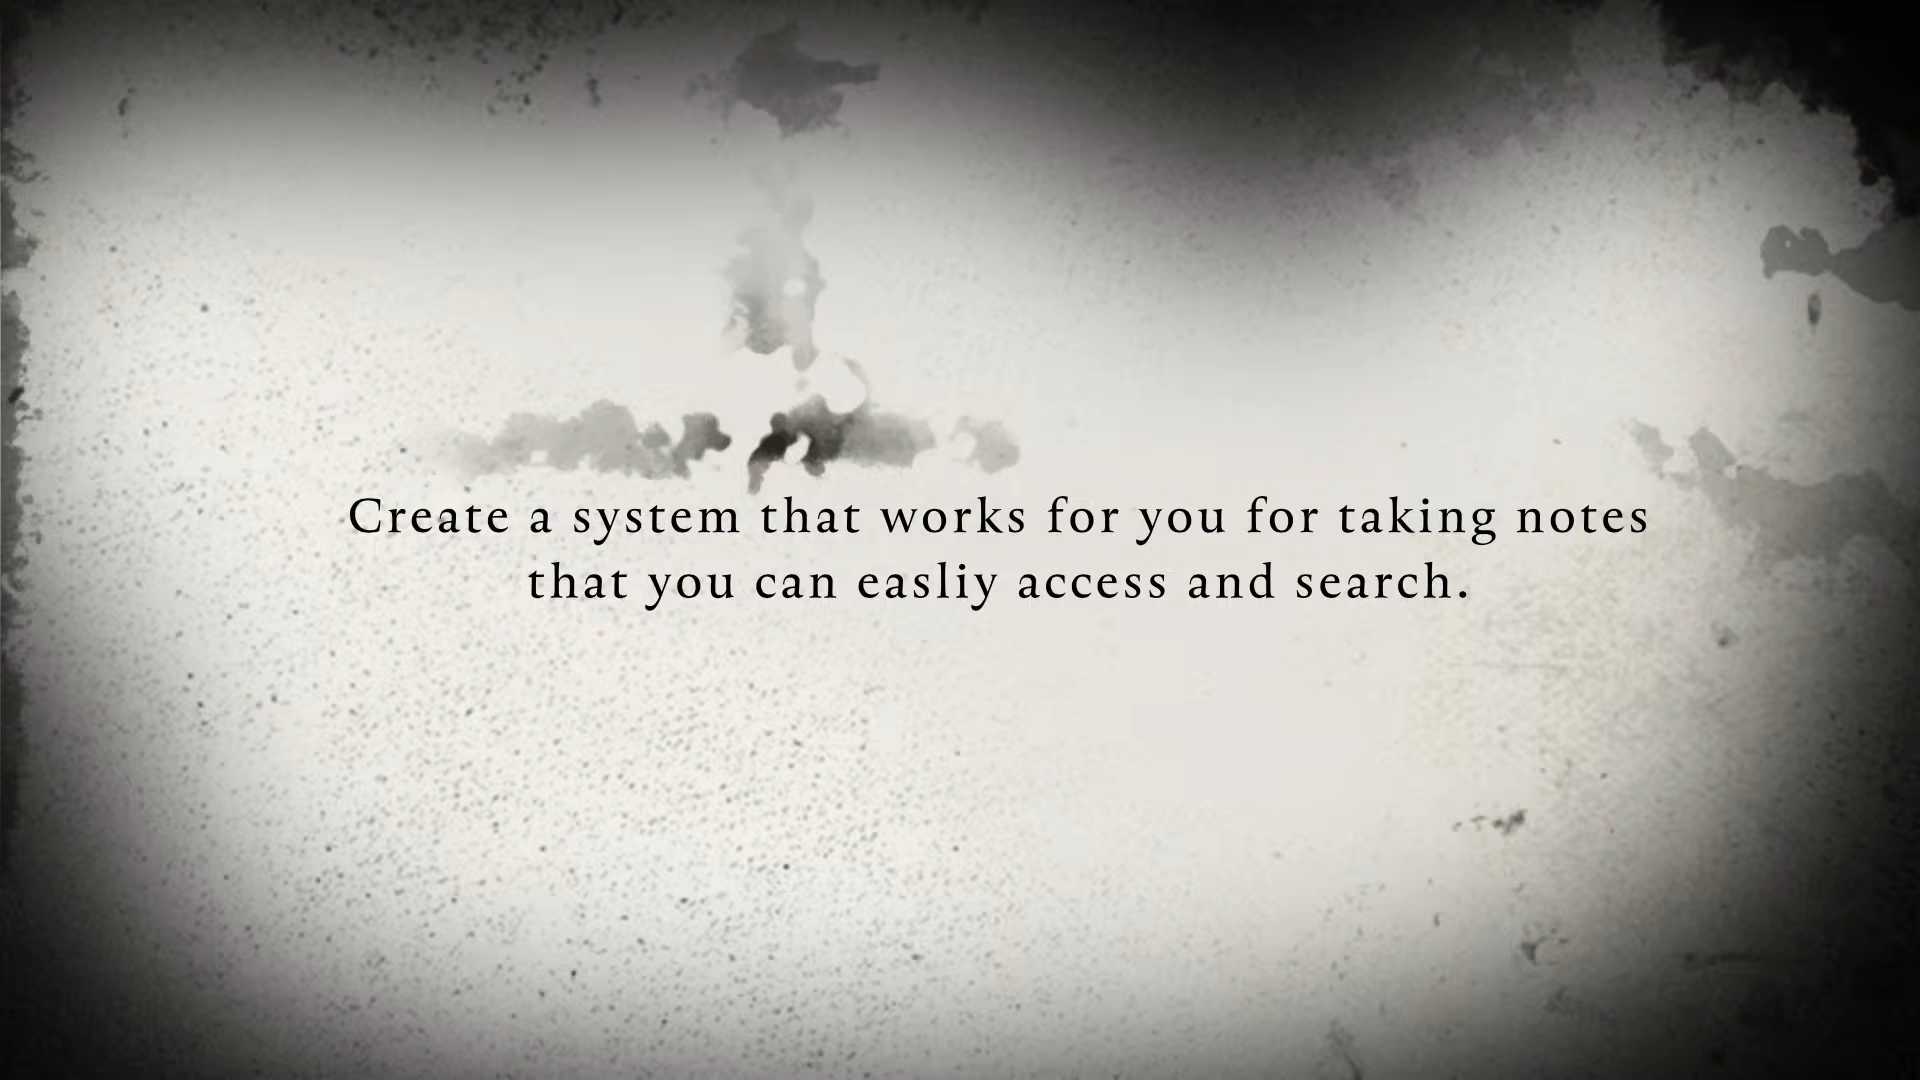 Create a system that works for you for taking notes
that you can easliy access and search.